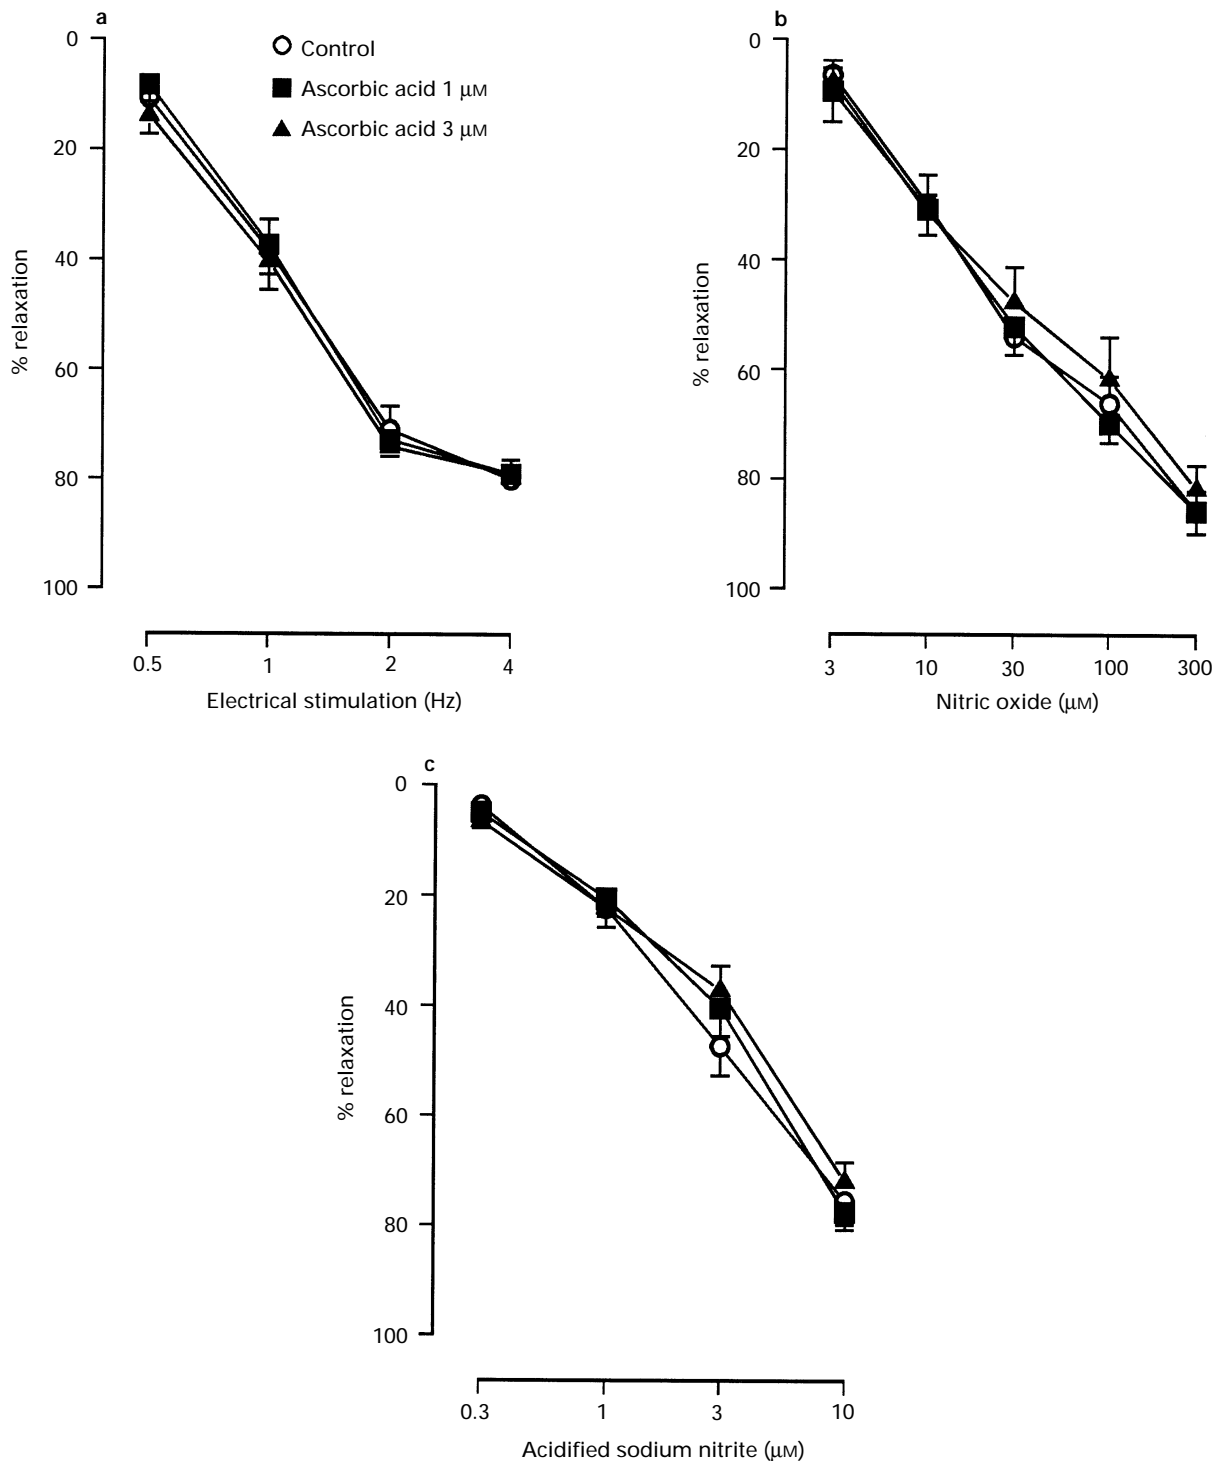 a
0
20
40
60
80
100
% relaxation
Control
Ascorbic acid 1 μM
Ascorbic acid 3 μM
0.5 1 2 4
Electrical stimulation (Hz)
b
0
20
40
60
80
100
% relaxation
3 10 30 100 300
Nitric oxide (μM)
c
0
20
40
60
80
100
% relaxation
0.3 1 3 10
Acidified sodium nitrite (μM)